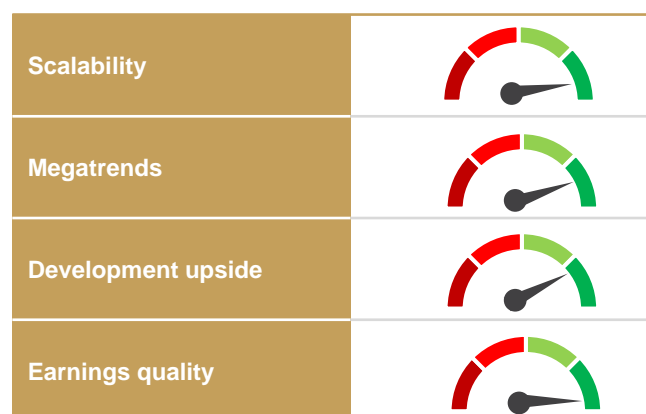 Scalability
Megatrends
Development upside
Earnings quality